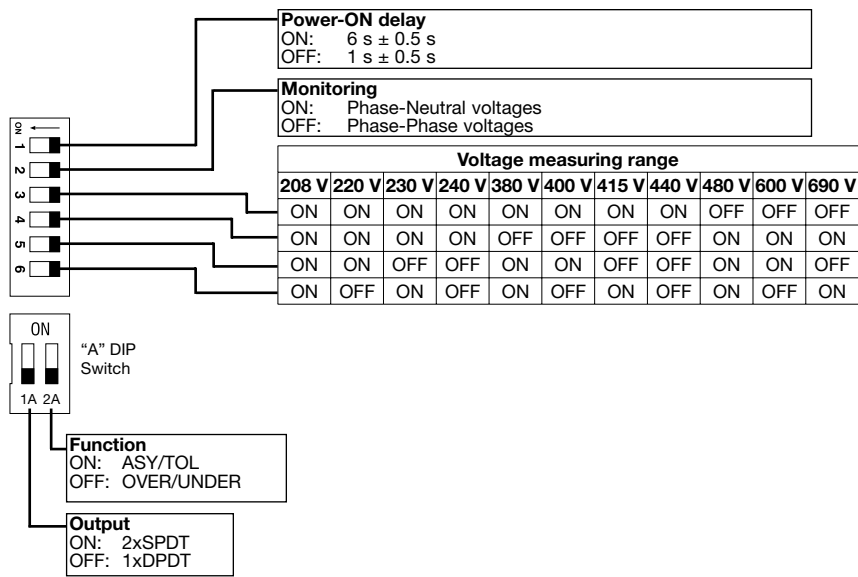 Power-ON delay
ON: 6 s ± 0.5 s
OFF: 1 s ± 0.5 s
Monitoring
ON: Phase-Neutral voltages
OFF: Phase-Phase voltages
ON
1
2
3
4
5
6
Voltage measuring range
208 V 220 V 230 V 240 V 380 V 400 V 415 V 440 V 480 V 600 V 690 V
ON ON ON ON ON ON ON ON OFF OFF OFF
ON ON ON ON OFF OFF OFF OFF ON ON ON
ON ON OFF OFF ON ON OFF OFF ON ON OFF
ON OFF ON OFF ON OFF ON OFF ON OFF ON
ON
1A 2A
“A” DIP
Switch
Function
ON: ASY/TOL
OFF: OVER/UNDER
Output
ON: 2xSPDT
OFF: 1xDPDT